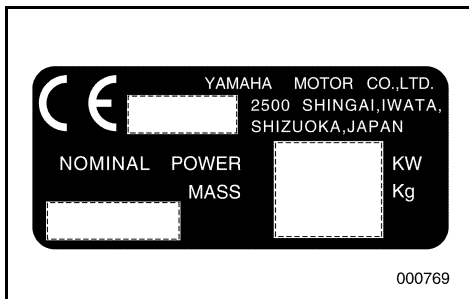 CE YAMAHA MOTOR CO.,LTD.
2500 SHINGAI,IWATA,
SHIZUOKA,JAPAN
NOMINAL POWER KW
MASS Kg
000769